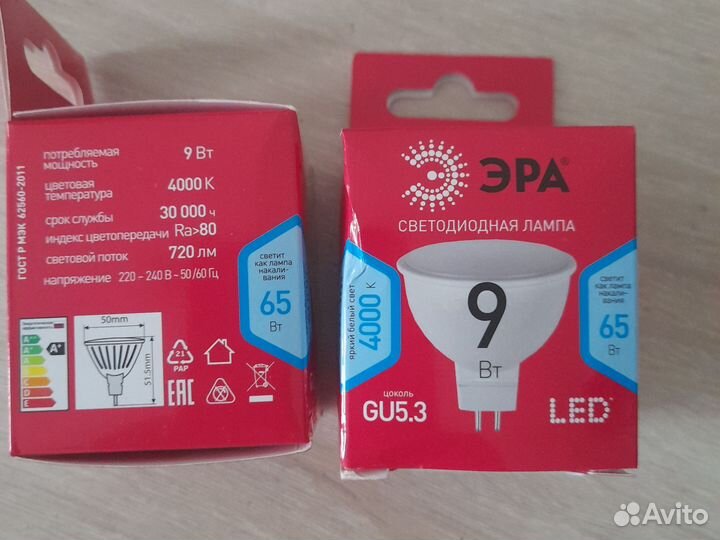 ГОСТ Р МЭК 62560-2011
потребляемая
мощность 9 Вт
цветовая
температура 4000 К
срок службы 30 000 ч
индекс цветопередачи Ra>80
световой поток 720 лм
напряжение 220 – 240 В ~ 50/60 Гц
светит
как лампа
накали-
вания
65
Вт
A++
A+
A
B
C
D
E
A+
50mm
51.5mm
21
PAP
EAC
ЭРА®
СВЕТОДИОДНАЯ ЛАМПА
яркий белый свет
4000 К
9
Вт
светит
как лампа
накали-
вания
65
Вт
цоколь
GU5.3
LED
Avito